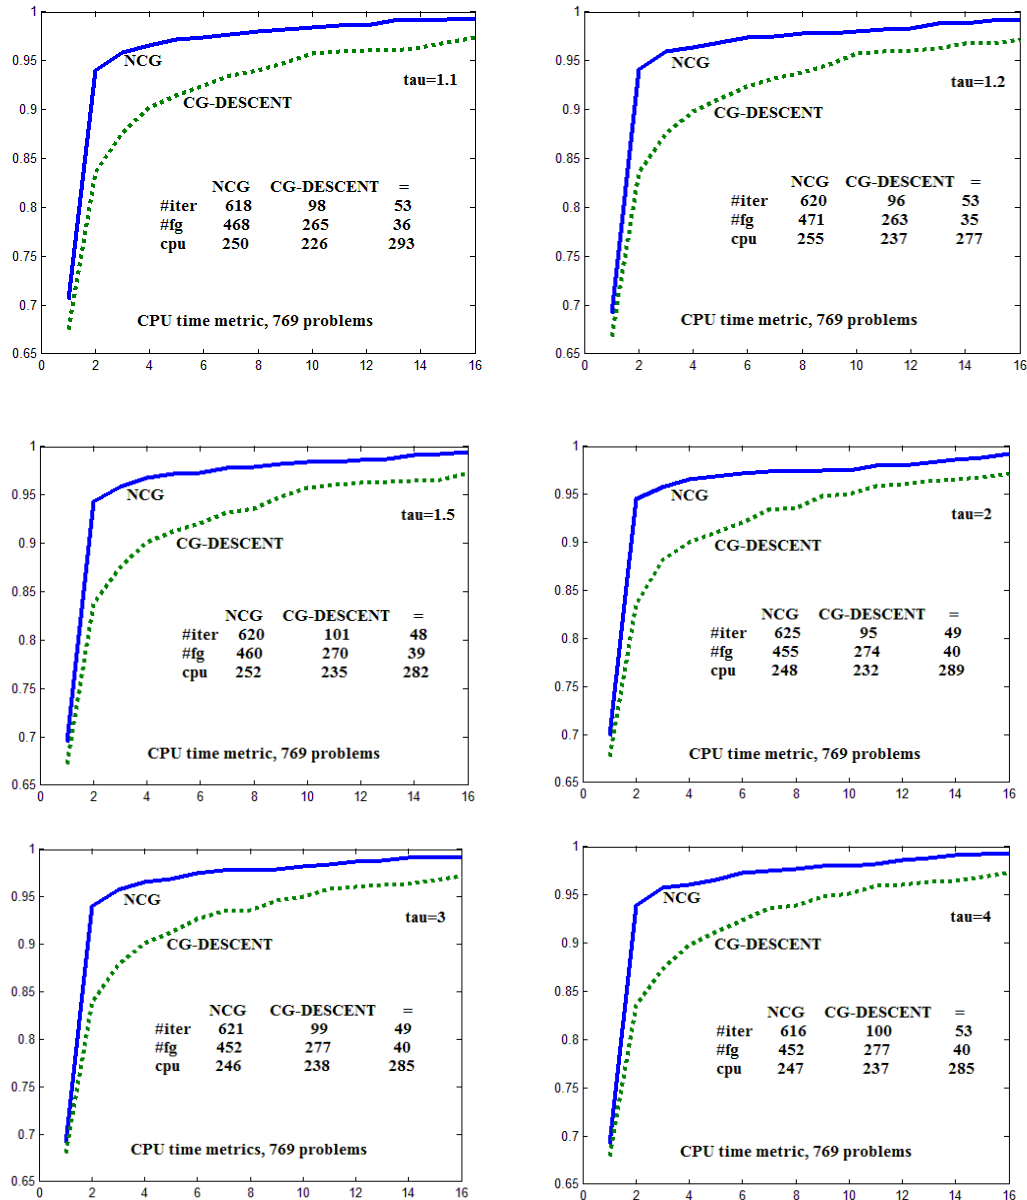 1
0.95
0.9
0.85
0.8
0.75
0.7
0.65
0 2 4 6 8 10 12 14 16
NCG
tau=1.1
CG-DESCENT
NCG CG-DESCENT =
#iter 618 98 53
#fg 468 265 36
cpu 250 226 293
CPU time metric, 769 problems
1
0.95
0.9
0.85
0.8
0.75
0.7
0.65
0 2 4 6 8 10 12 14 16
NCG
tau=1.2
CG-DESCENT
NCG CG-DESCENT =
#iter 620 96 53
#fg 471 263 35
cpu 255 237 277
CPU time metric, 769 problems
1
0.95
0.9
0.85
0.8
0.75
0.7
0.65
0 2 4 6 8 10 12 14 16
NCG
tau=1.5
CG-DESCENT
NCG CG-DESCENT =
#iter 620 101 48
#fg 460 270 39
cpu 252 235 282
CPU time metric, 769 problems
1
0.95
0.9
0.85
0.8
0.75
0.7
0.65
0 2 4 6 8 10 12 14 16
NCG
tau=2
CG-DESCENT
NCG CG-DESCENT =
#iter 625 95 49
#fg 455 274 40
cpu 248 232 289
CPU time metric, 769 problems
1
0.95
0.9
0.85
0.8
0.75
0.7
0.65
0 2 4 6 8 10 12 14 16
NCG
tau=3
CG-DESCENT
NCG CG-DESCENT =
#iter 621 99 49
#fg 452 277 40
cpu 246 238 285
CPU time metrics, 769 problems
1
0.95
0.9
0.85
0.8
0.75
0.7
0.65
0 2 4 6 8 10 12 14 16
NCG
tau=4
CG-DESCENT
NCG CG-DESCENT =
#iter 616 100 53
#fg 452 277 40
cpu 247 237 285
CPU time metric, 769 problems